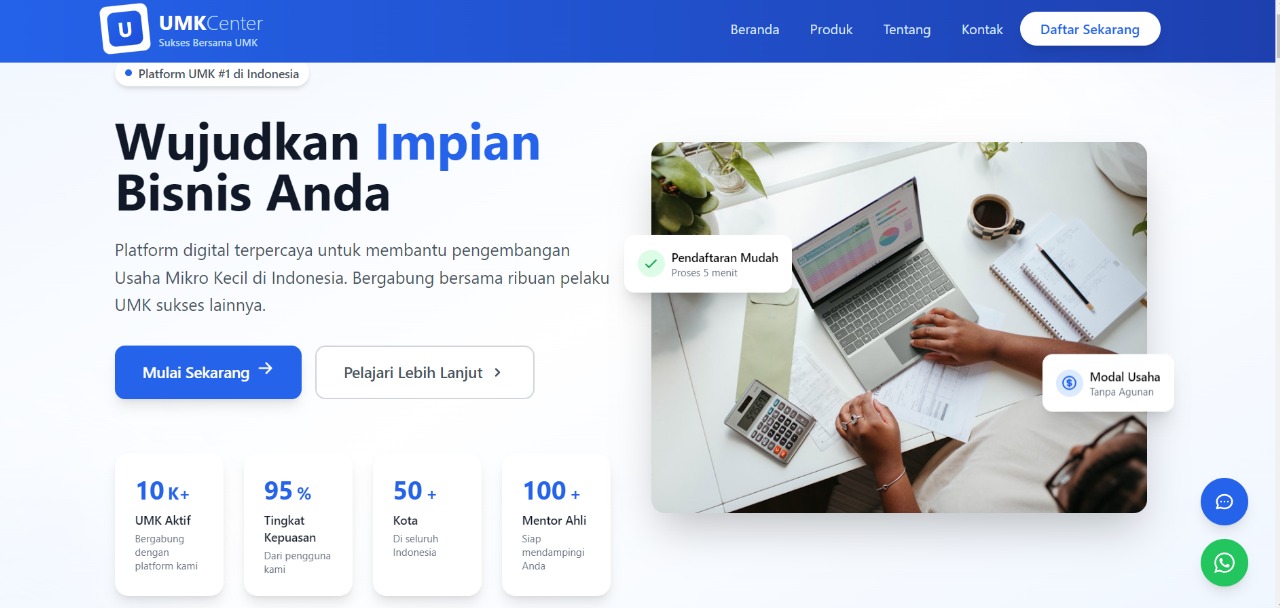 U
UMKCenter
Sukses Bersama UMK
Beranda
Produk
Tentang
Kontak
Daftar Sekarang
Platform UMK #1 di Indonesia
Wujudkan Impian
Bisnis Anda
Platform digital terpercaya untuk membantu pengembangan
Usaha Mikro Kecil di Indonesia. Bergabung bersama ribuan pelaku
UMK sukses lainnya.
Mulai Sekarang
Pelajari Lebih Lanjut
10 K+
UMK Aktif
Bergabung
dengan
platform kami
95 %
Tingkat
Kepuasan
Dari pengguna
kami
50 +
Kota
Di seluruh
Indonesia
100 +
Mentor Ahli
Siap
mendampingi
Anda
Pendaftaran Mudah
Proses 5 menit
Modal Usaha
Tanpa Agunan